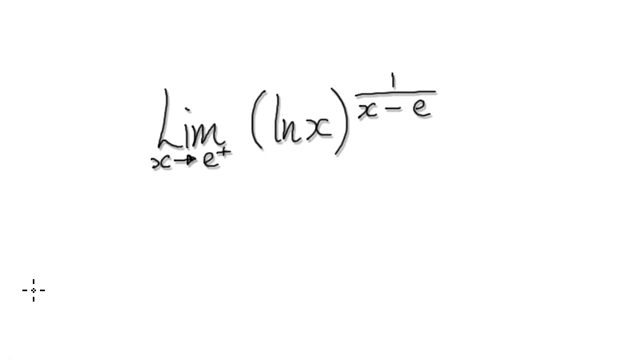 Lim x→e⁺ (ln x)^(1/(x − e))